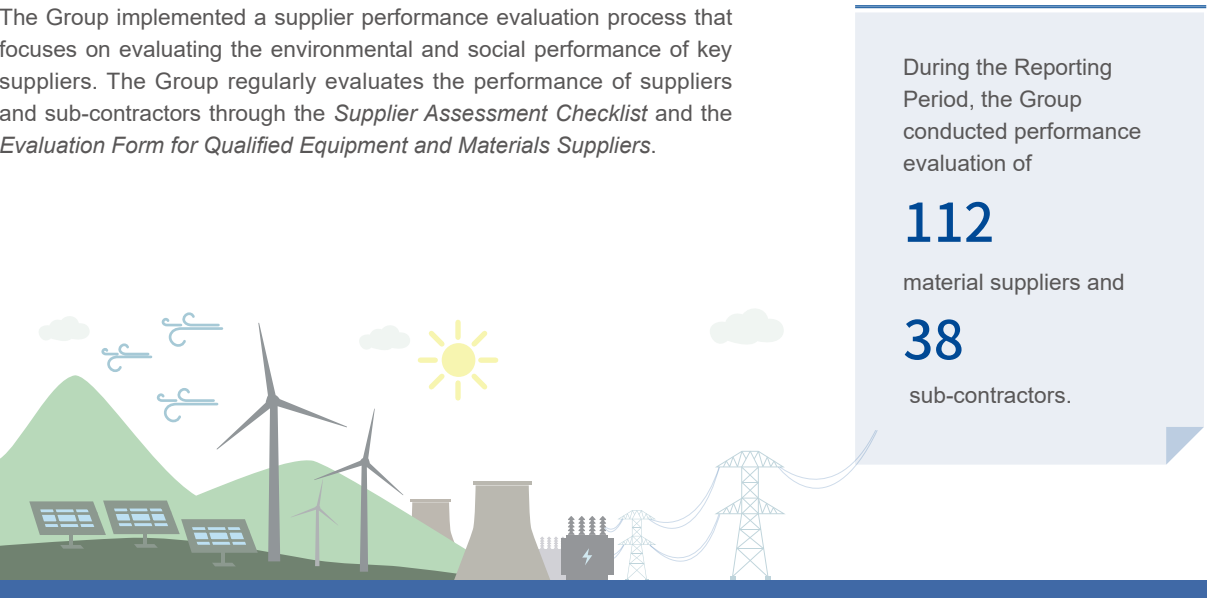 The Group implemented a supplier performance evaluation process that
focuses on evaluating the environmental and social performance of key
suppliers. The Group regularly evaluates the performance of suppliers
and sub-contractors through the Supplier Assessment Checklist and the
Evaluation Form for Qualified Equipment and Materials Suppliers.
During the Reporting
Period, the Group
conducted performance
evaluation of
112
material suppliers and
38
sub-contractors.